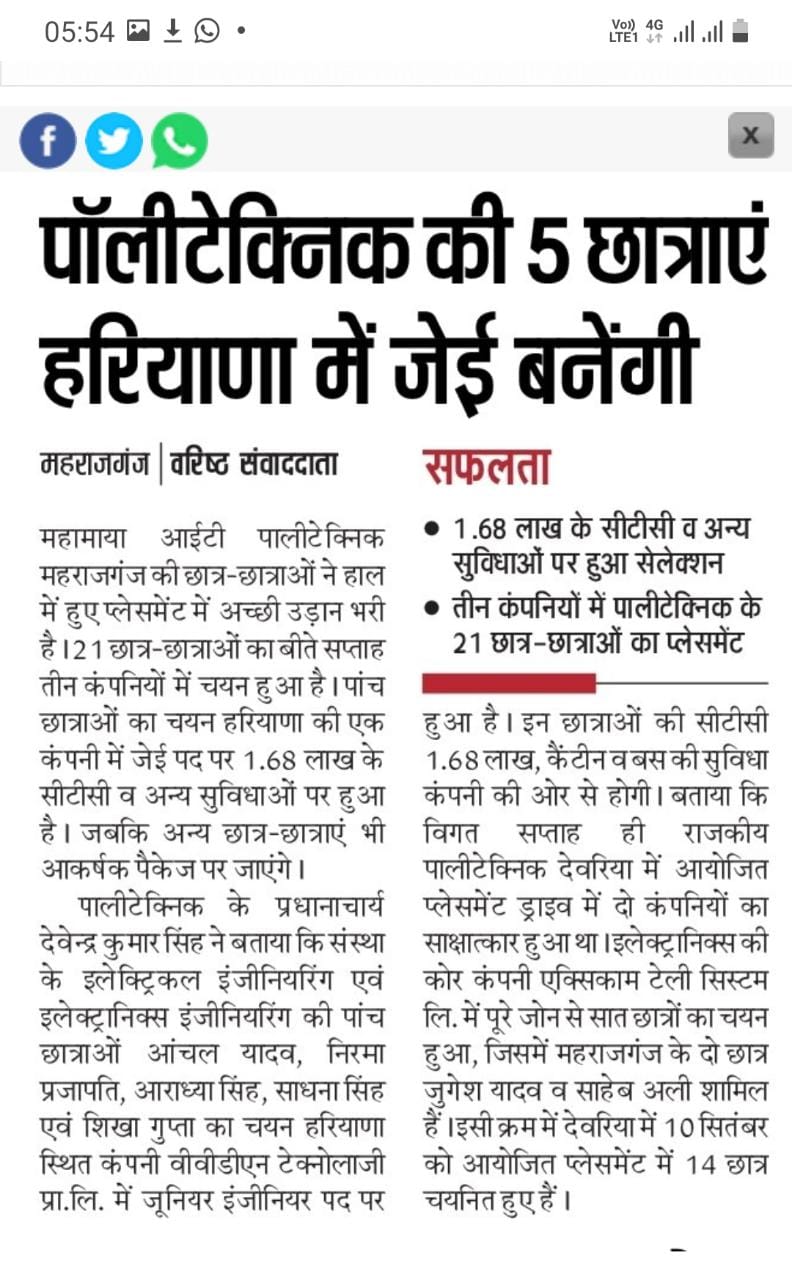 05:54
Vo)) LTE1 4G
x
पॉलीटेक्निक की 5 छात्राएं
हरियाणा में जेई बनेंगी
महराजगंज | वरिष्ठ संवाददाता
महामाया आईटी पालीटेक्निक
महराजगंज की छात्र-छात्राओं ने हाल
में हुए प्लेसमेंट में अच्छी उड़ान भरी
है। 21 छात्र-छात्राओं का बीते सप्ताह
तीन कंपनियों में चयन हुआ है। पांच
छात्राओं का चयन हरियाणा की एक
कंपनी में जेई पद पर 1.68 लाख के
सीटीसी व अन्य सुविधाओं पर हुआ
है। जबकि अन्य छात्र-छात्राएं भी
आकर्षक पैकेज पर जाएंगे।
पालीटेक्निक के प्रधानाचार्य
देवेन्द्र कुमार सिंह ने बताया कि संस्था
के इलेक्ट्रिकल इंजीनियरिंग एवं
इलेक्ट्रानिक्स इंजीनियरिंग की पांच
छात्राओं आंचल यादव, निरमा
प्रजापति, आराध्या सिंह, साधना सिंह
एवं शिखा गुप्ता का चयन हरियाणा
स्थित कंपनी वीवीडीएन टेक्नोलाजी
प्रा.लि. में जूनियर इंजीनियर पद पर
सफलता
• 1.68 लाख के सीटीसी व अन्य
सुविधाओं पर हुआ सेलेक्शन
• तीन कंपनियों में पालीटेक्निक के
21 छात्र-छात्राओं का प्लेसमेंट
हुआ है। इन छात्राओं की सीटीसी
1.68 लाख, कैंटीन व बस की सुविधा
कंपनी की ओर से होगी। बताया कि
विगत सप्ताह ही राजकीय
पालीटेक्निक देवरिया में आयोजित
प्लेसमेंट ड्राइव में दो कंपनियों का
साक्षात्कार हुआ था। इलेक्ट्रानिक्स की
कोर कंपनी एक्सिकाम टेली सिस्टम
लि. में पूरे जोन से सात छात्रों का चयन
हुआ, जिसमें महराजगंज के दो छात्र
जुगेश यादव व साहेब अली शामिल
हैं। इसी क्रम में देवरिया में 10 सितंबर
को आयोजित प्लेसमेंट में 14 छात्र
चयनित हुए हैं।